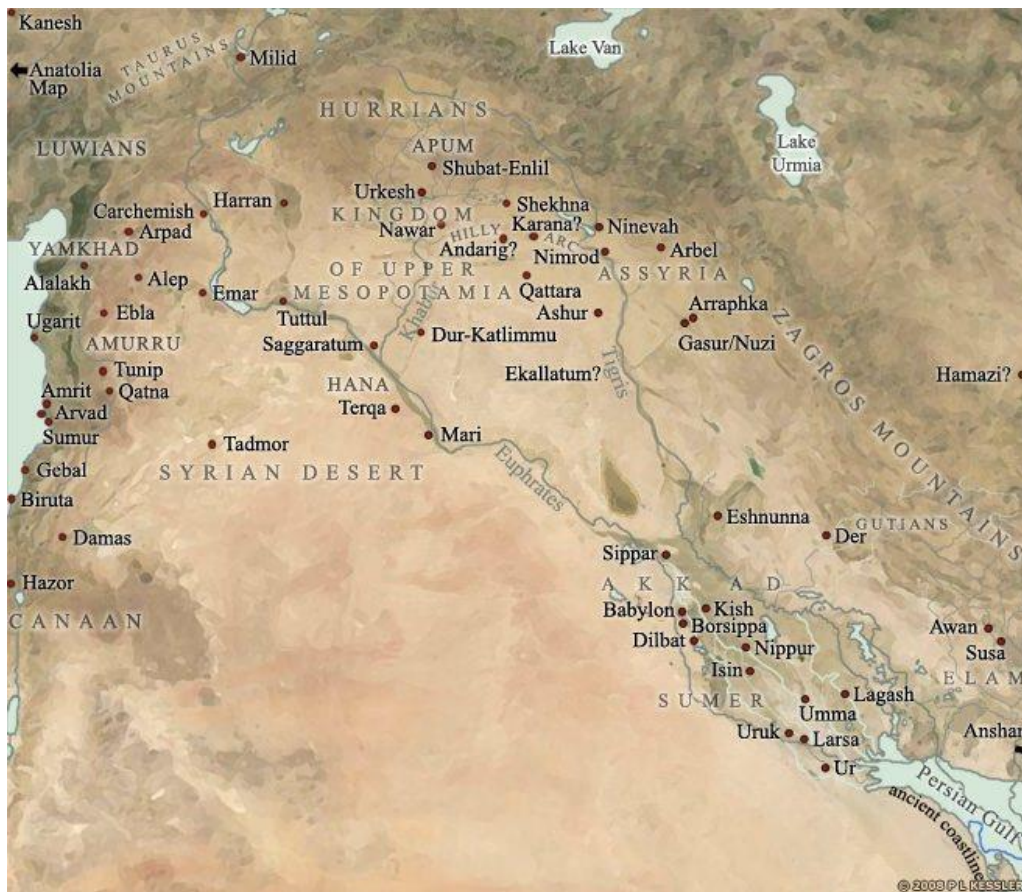 Kanesh
TAURUS
MOUNTAINS
Milid
Lake Van
Anatolia
Map
HURRIANS
Lake
Urmia
LUWIANS
APUM
Shubat-Enlil
Urkesh
Harran
Shekhna
Carchemish
KINGDOM
Karana?
Nawar
HILLY
ARC
Ninevah
Arpad
YAMKHAD
Andarig?
Nimrod
Arbel
Alalakh
Alep
OF UPPER
ASSYRIA
Emar
MESOPOTAMIA
Qattara
Ebla
Tuttul
Khabur
Ashur
Arraphka
ZAGROS MOUNTAINS
Ugarit
Dur-Katlimmu
Gasur/Nuzi
AMURRU
Saggaratum
Tigris
Tunip
Ekallatum?
Hamazi?
Amrit
Qatna
HANA
Arvad
Terqa
Sumur
Mari
Tadmor
Gebal
SYRIAN DESERT
Euphrates
Biruta
Eshnunna
GUTIANS
Damas
Der
Sippar
Hazor
AKKAD
CANAAN
Babylon
Kish
Borsippa
Awan
Dilbat
Nippur
Susa
Isin
ELAM
SUMER
Lagash
Umma
Uruk
Larsa
Anshan
Ur
Persian Gulf
ancient coastline
© 2008 P L KESSLER